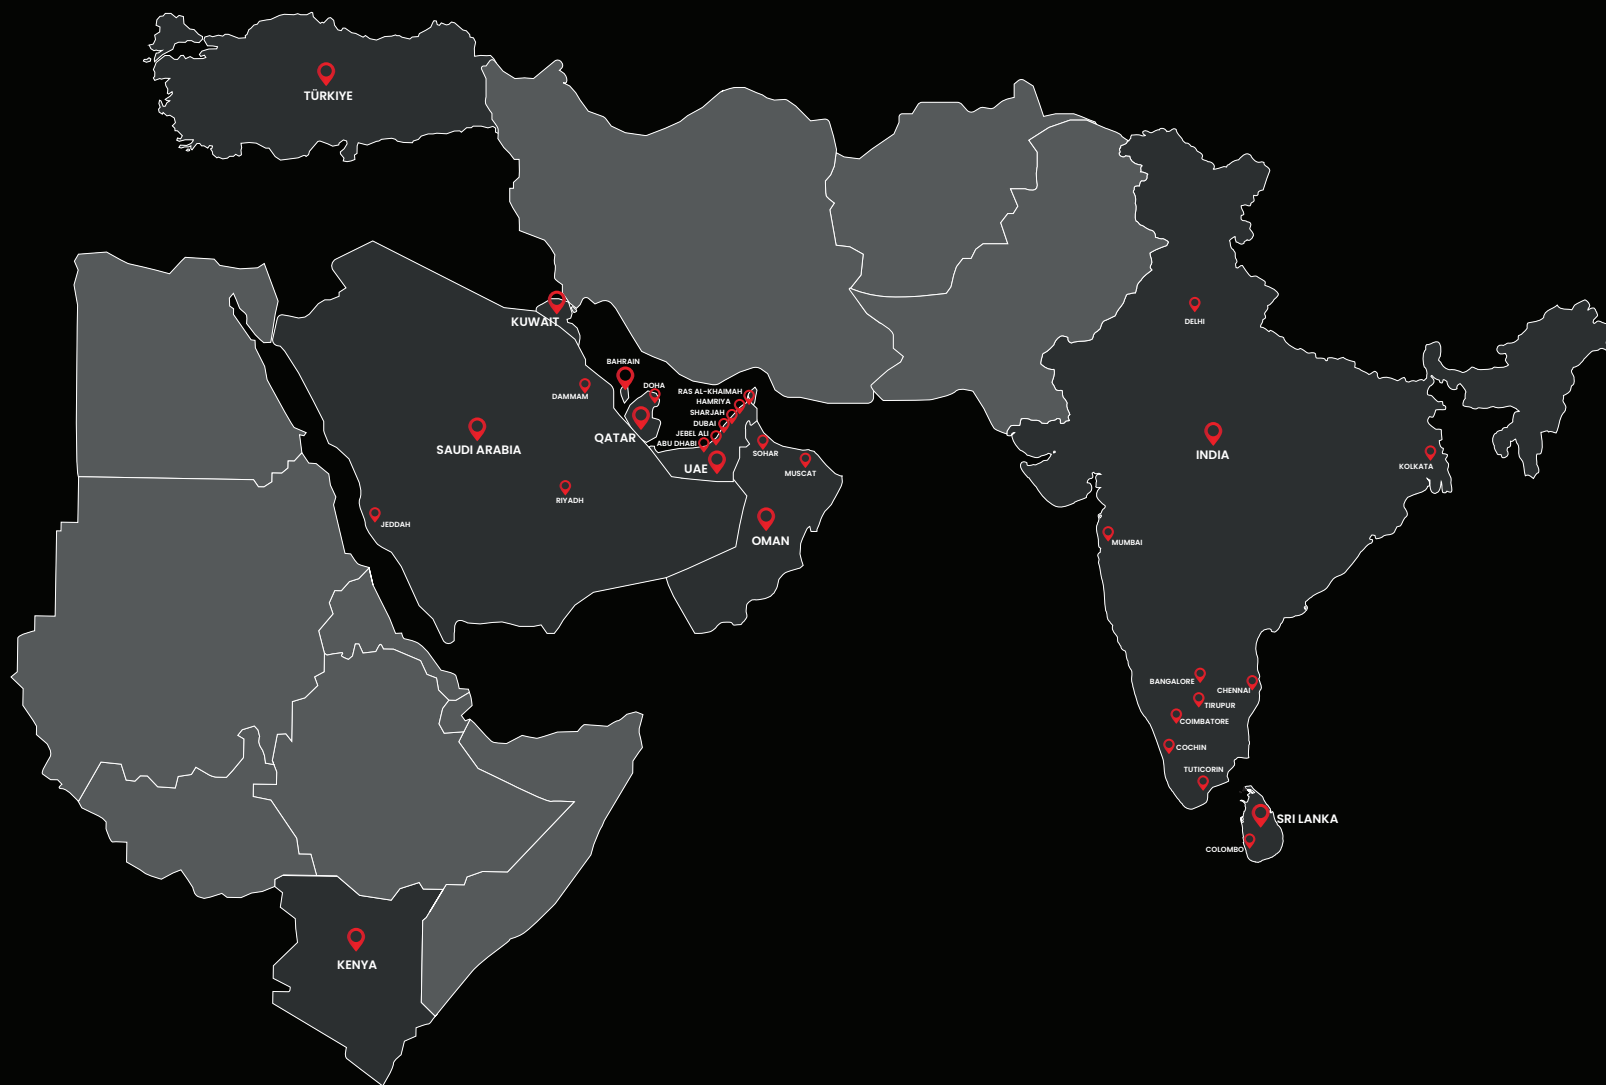 TÜRKIYE
DELHI
KUWAIT
BAHRAIN
DOHA
DAMMAM
RAS AL-KHAIMAH
HAMRIYA
SHARJAH
DUBAI
JEBEL ALI
ABU DHABI
QATAR
SAUDI ARABIA
UAE
SOHAR
MUSCAT
INDIA
KOLKATA
RIYADH
JEDDAH
OMAN
MUMBAI
BANGALORE
CHENNAI
TIRUPUR
COIMBATORE
COCHIN
TUTICORIN
SRI LANKA
COLOMBO
KENYA